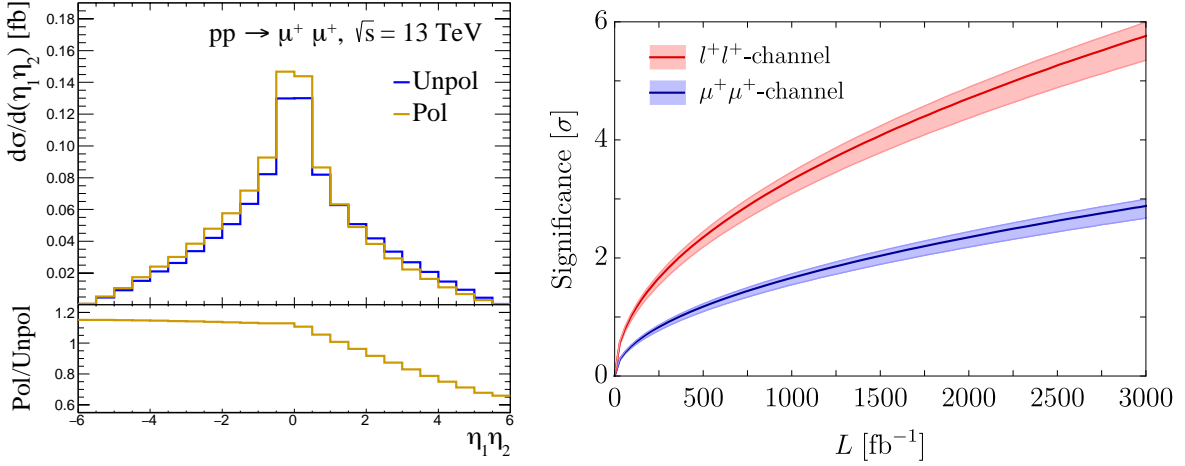 pp → μ⁺ μ⁺, √s = 13 TeV
Unpol
Pol
dσ/d(η₁η₂) [fb]
0.18
0.16
0.14
0.12
0.10
0.08
0.06
0.04
0.02
Pol/Unpol
1.2
1.0
0.8
0.6
−6 −4 −2 0 2 4 6
η₁η₂
l⁺l⁺-channel
μ⁺μ⁺-channel
Significance [σ]
6
4
2
0
0 500 1000 1500 2000 2500 3000
L [fb⁻¹]